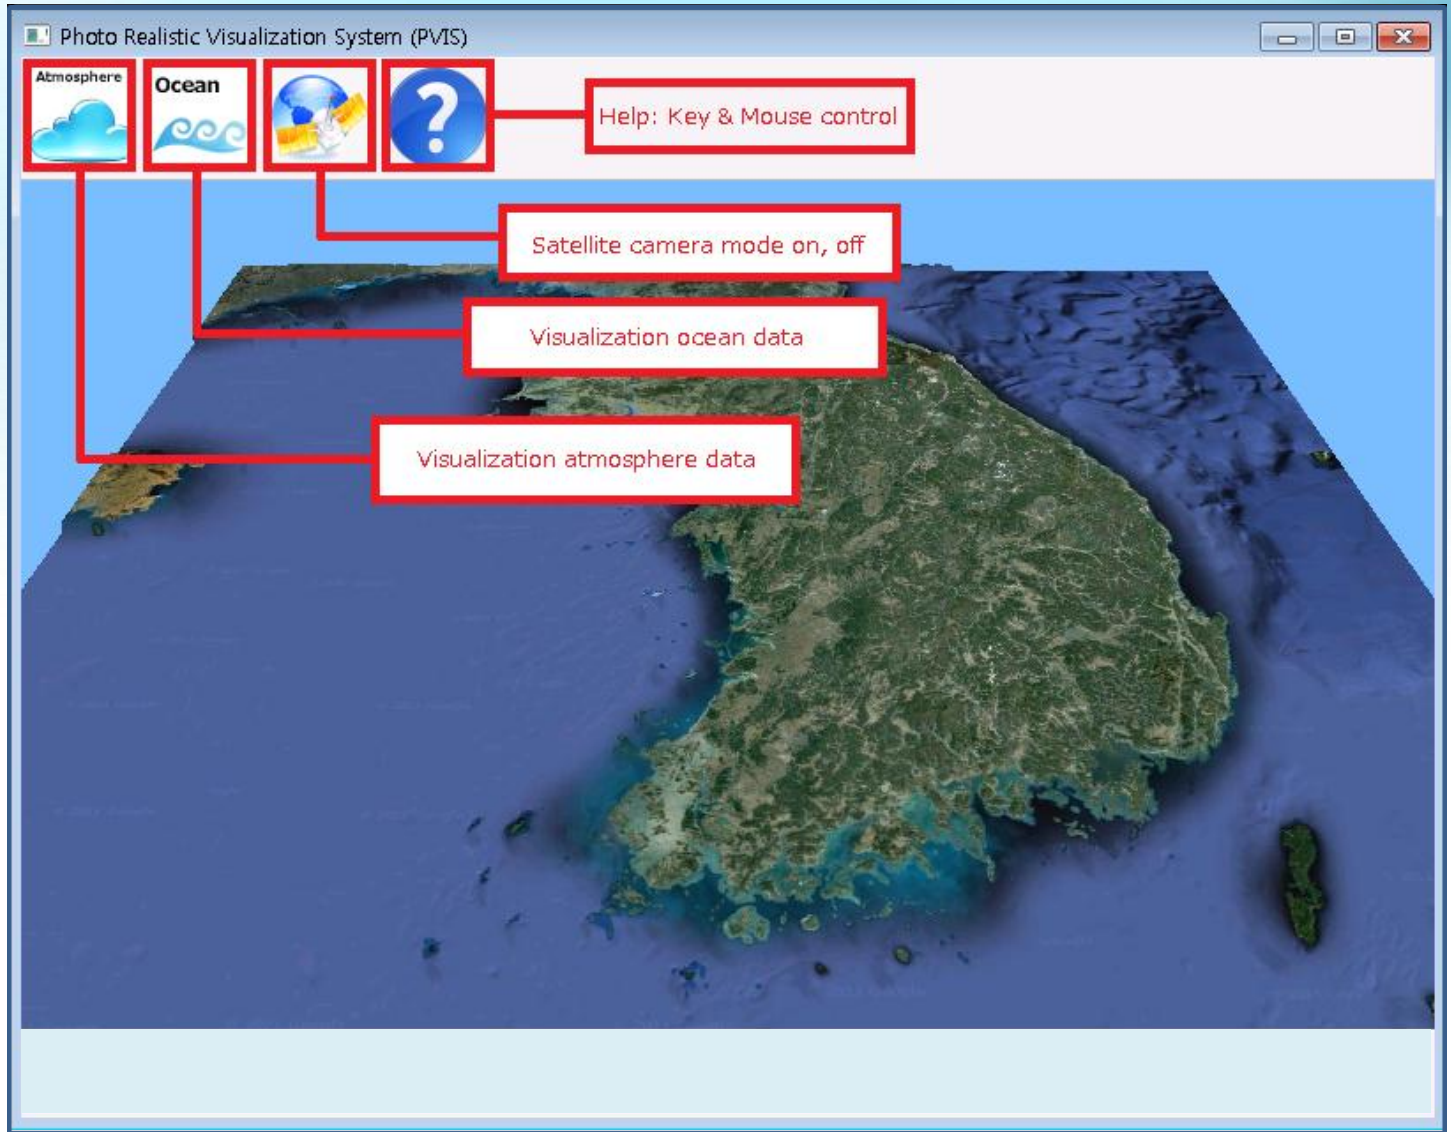 Photo Realistic Visualization System (PVIS)
Atmosphere
Ocean
?
Help: Key & Mouse control
Satellite camera mode on, off
Visualization ocean data
Visualization atmosphere data